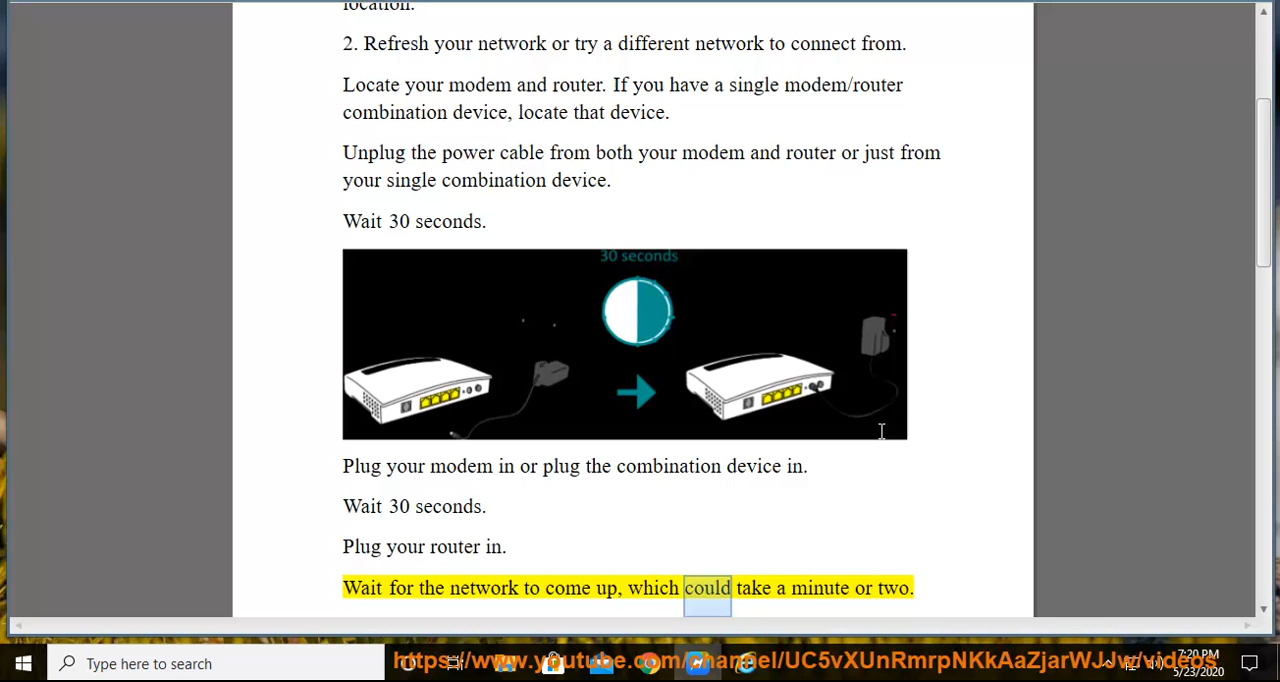 location.
2. Refresh your network or try a different network to connect from.
Locate your modem and router. If you have a single modem/router
combination device, locate that device.
Unplug the power cable from both your modem and router or just from
your single combination device.
Wait 30 seconds.
30 seconds
Plug your modem in or plug the combination device in.
Wait 30 seconds.
Plug your router in.
Wait for the network to come up, which could take a minute or two.
Type here to search
https://www.youtube.com/channel/UC5vXUnRmrpNKkAaZjarWJJw/videos
7:20 PM
5/23/2020